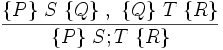 {P} S {Q} , {Q} T {R}
{P} S;T {R}